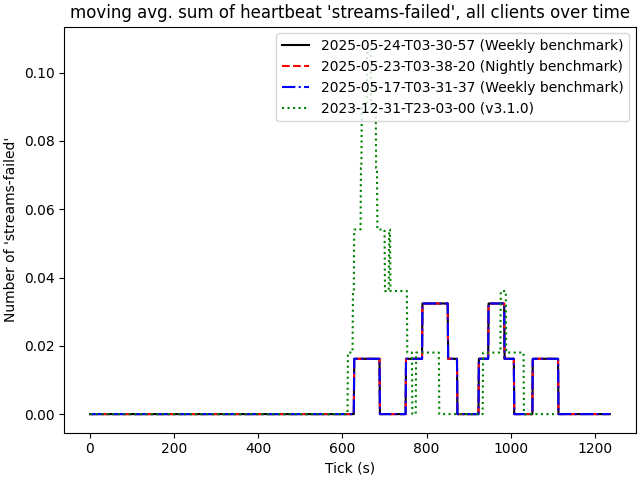 moving avg. sum of heartbeat 'streams-failed', all clients over time
2025-05-24-T03-30-57 (Weekly benchmark)
2025-05-23-T03-38-20 (Nightly benchmark)
2025-05-17-T03-31-37 (Weekly benchmark)
2023-12-31-T23-03-00 (v3.1.0)
Number of 'streams-failed'
0.10
0.08
0.06
0.04
0.02
0.00
0 200 400 600 800 1000 1200
Tick (s)